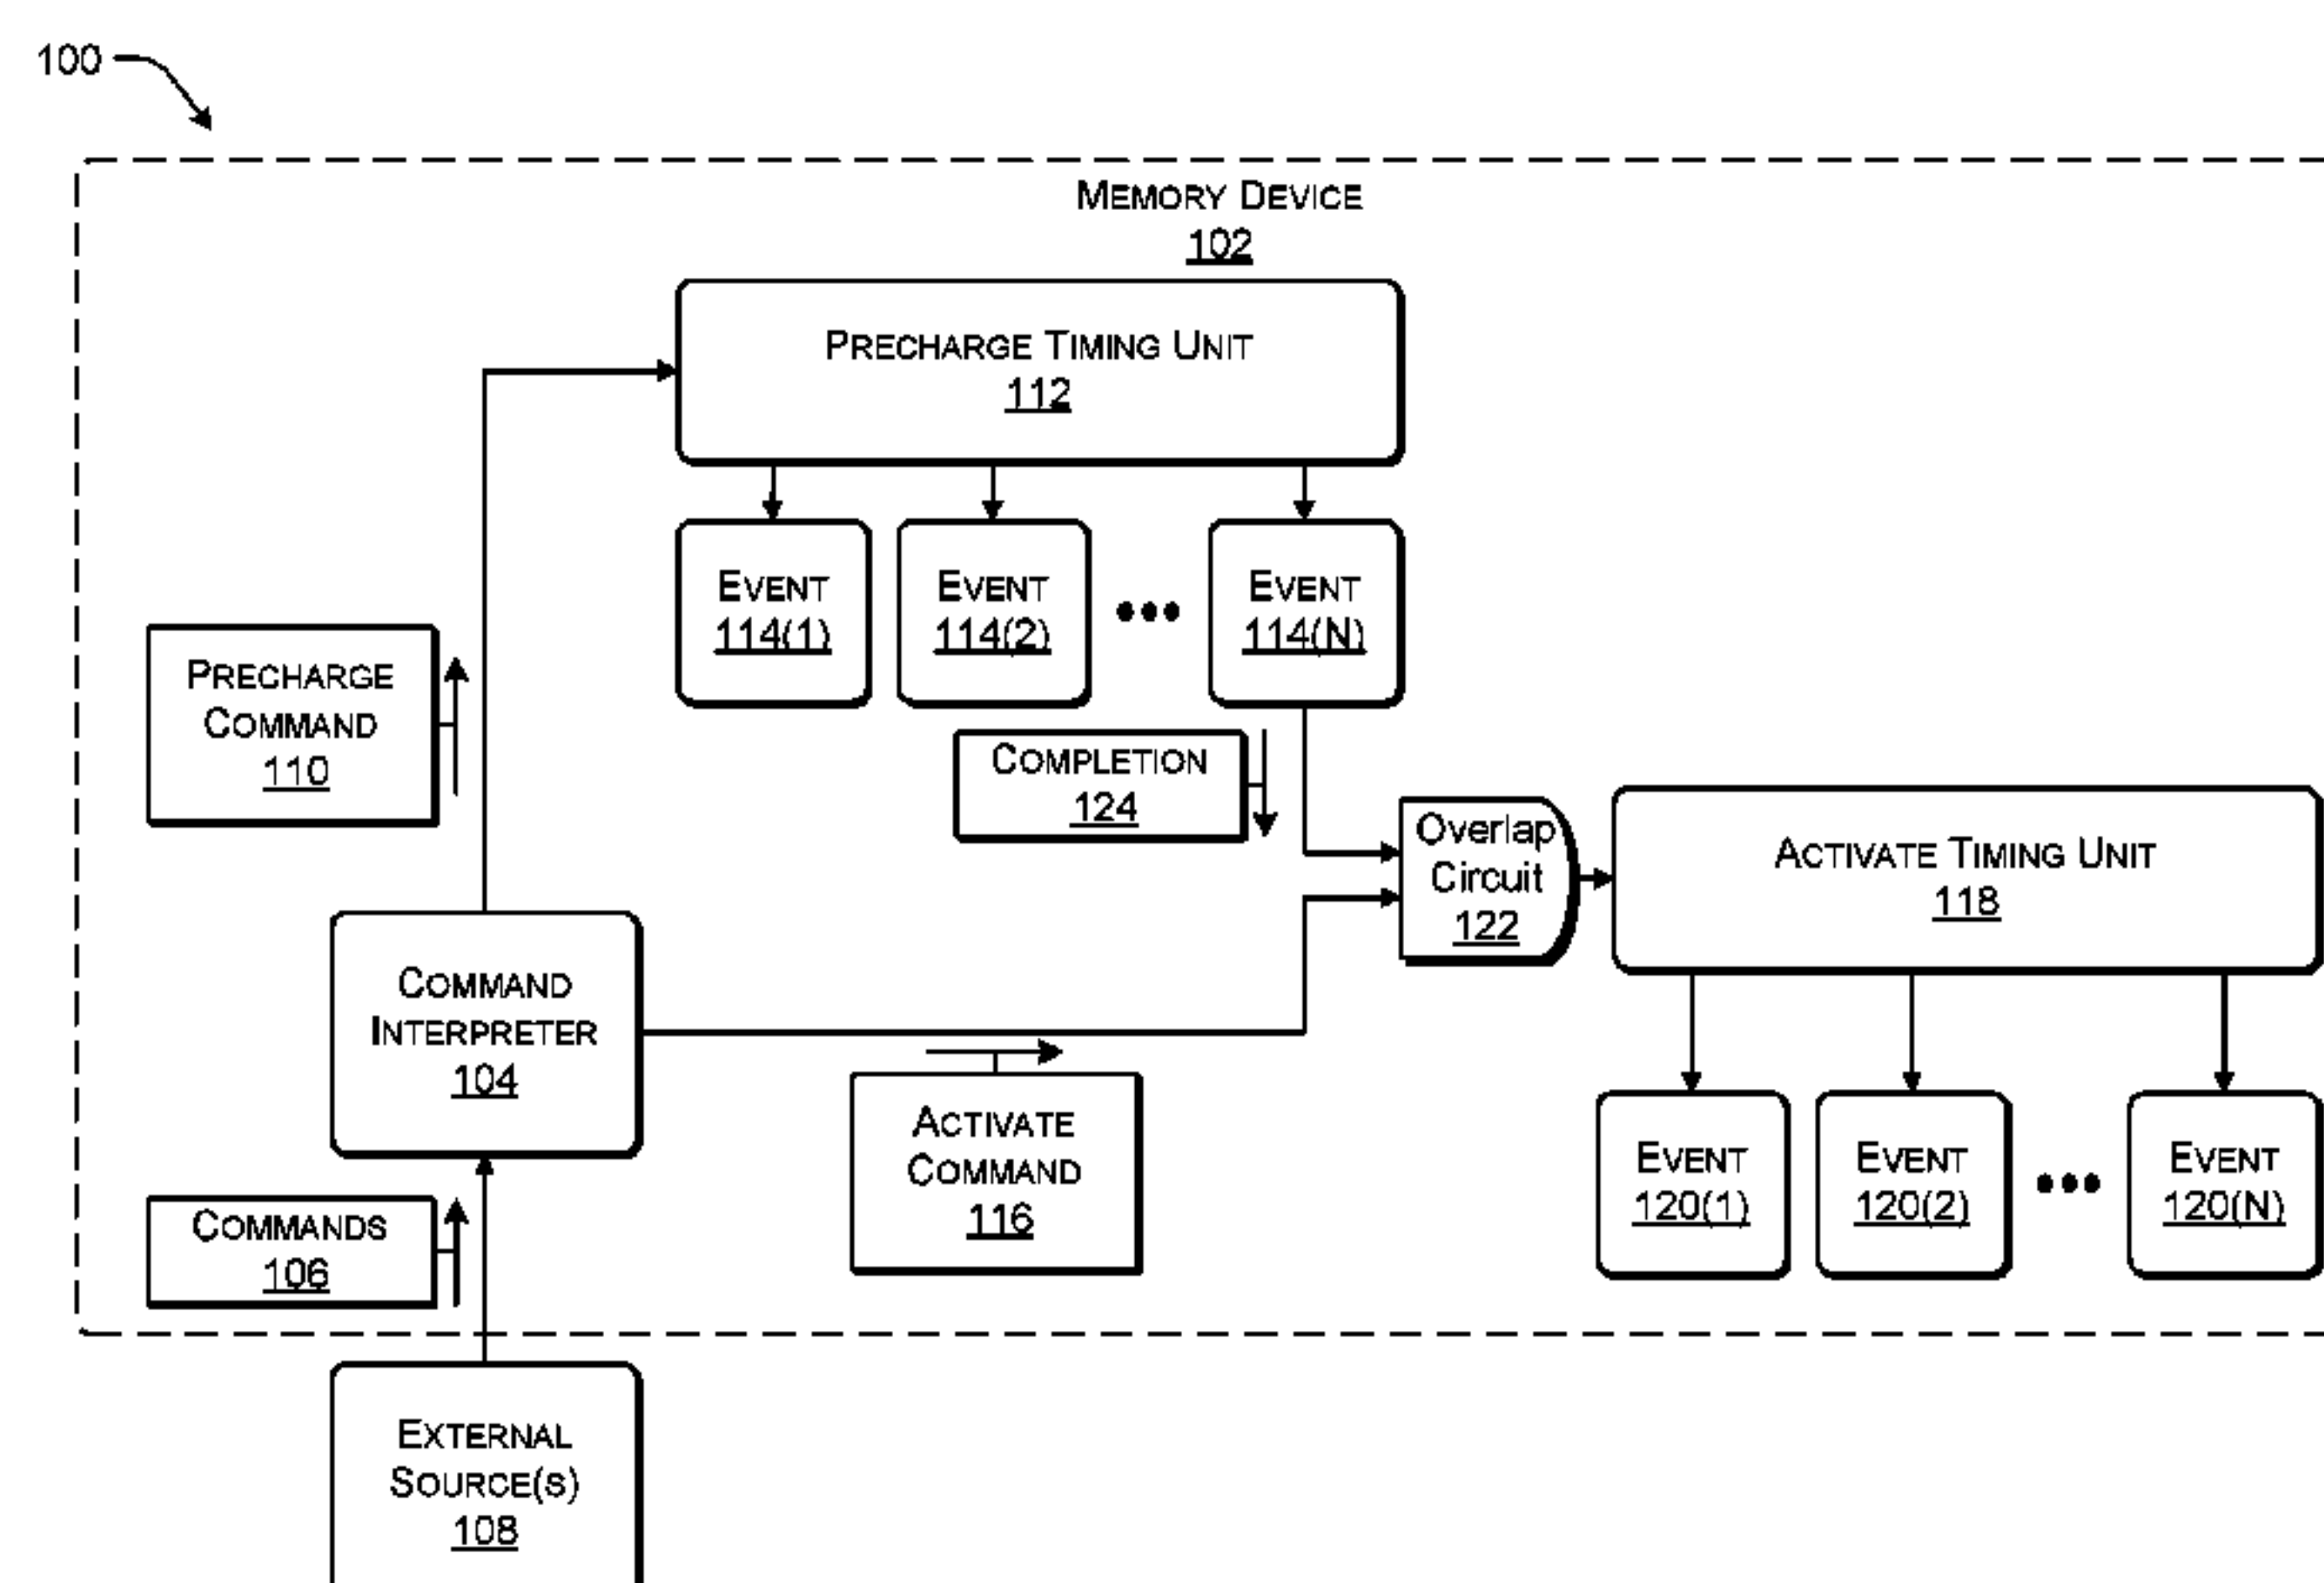 100
MEMORY DEVICE
102
PRECHARGE TIMING UNIT
112
EVENT
114(1)
EVENT
114(2)
•••
EVENT
114(N)
PRECHARGE
COMMAND
110
COMPLETION
124
Overlap
Circuit
122
ACTIVATE TIMING UNIT
118
COMMAND
INTERPRETER
104
ACTIVATE
COMMAND
116
EVENT
120(1)
EVENT
120(2)
•••
EVENT
120(N)
COMMANDS
106
EXTERNAL
SOURCE(S)
108